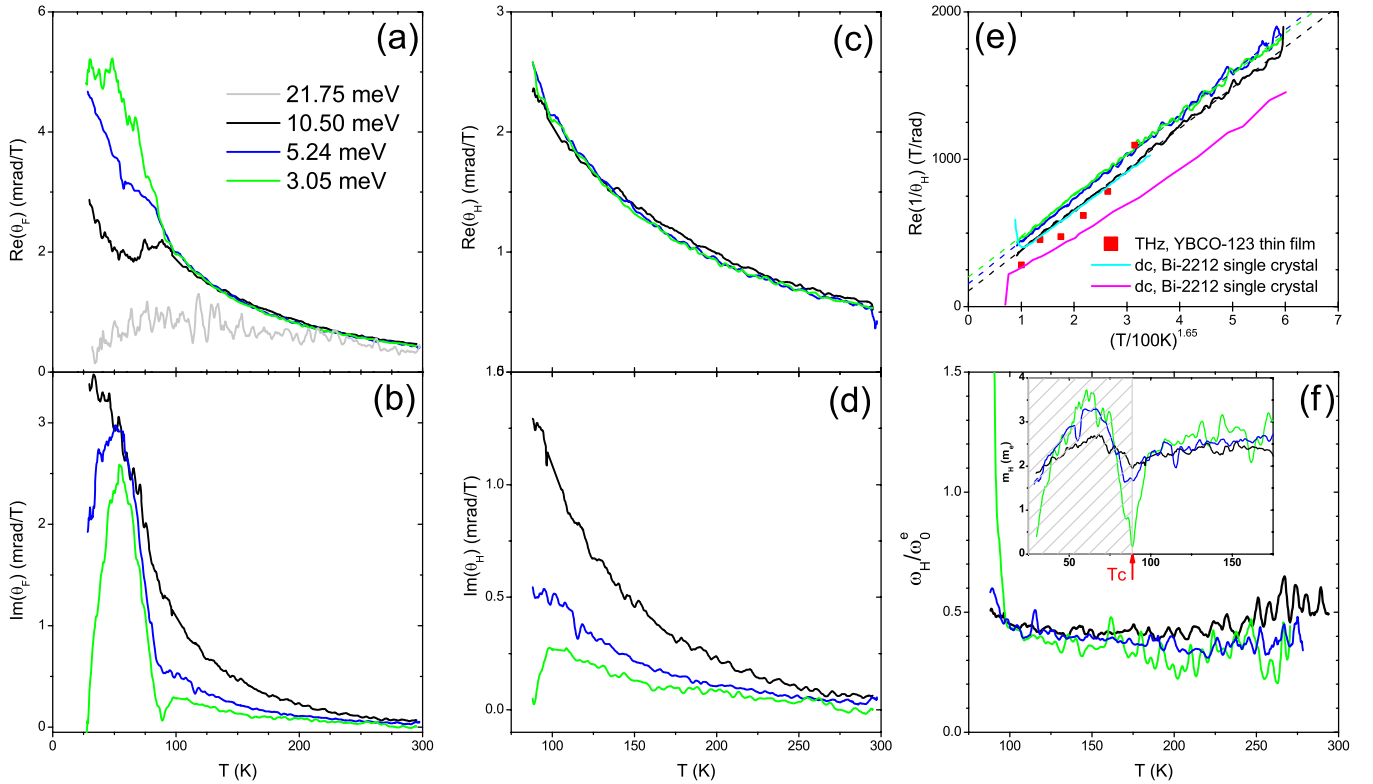 (a)
6
4
2
0
Re(θF) (mrad/T)
21.75 meV
10.50 meV
5.24 meV
3.05 meV
(b)
3
2
1
0
Im(θF) (mrad/T)
0 100 200 300
T (K)
(c)
3
2
1
Re(θH) (mrad/T)
(d)
1.0
0.5
0.0
Im(θH) (mrad/T)
100 150 200 250 300
T (K)
(e)
2000
1000
0
Re(1/θH) (T/rad)
THz, YBCO-123 thin film
dc, Bi-2212 single crystal
dc, Bi-2212 single crystal
0 1 2 3 4 5 6 7
(T/100K)1.65
(f)
1.5
1.0
0.5
0.0
ωH/ω0e
4
3
2
1
0
mH (me)
50 100 150
Tc
100 150 200 250 300
T (K)